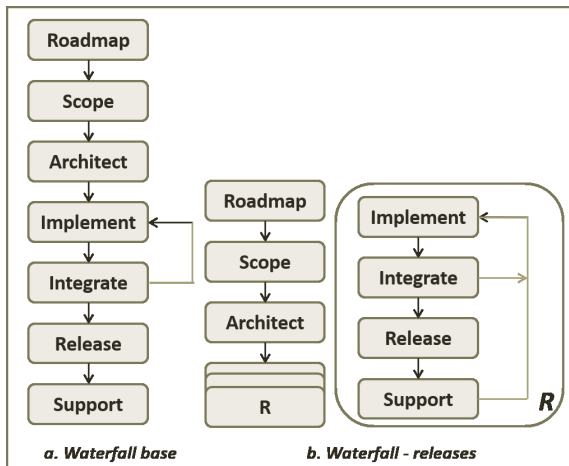 Roadmap
Scope
Architect
Implement
Integrate
Release
Support
a. Waterfall base
Roadmap
Scope
Architect
R
Implement
Integrate
Release
Support
R
b. Waterfall - releases